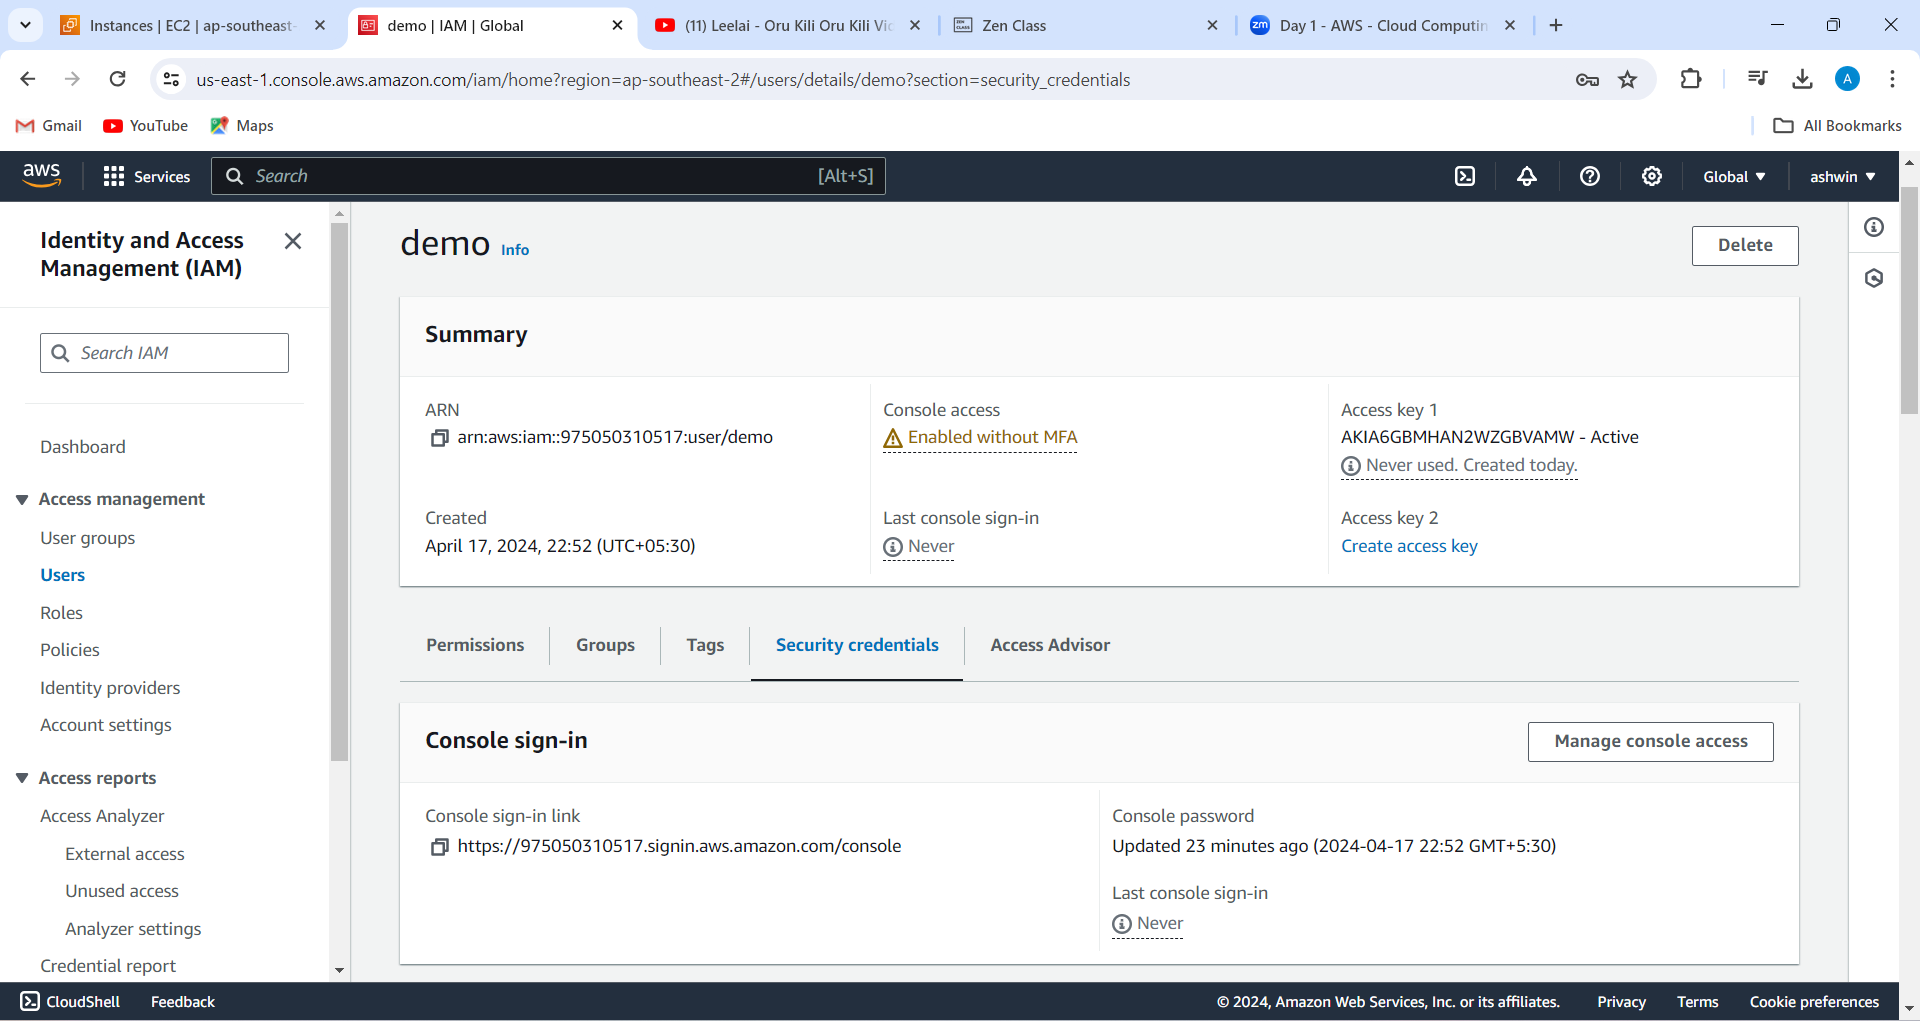 Instances | EC2 | ap-southeast-
demo | IAM | Global
(11) Leelai - Oru Kili Oru Kili Vid
Zen Class
zm
Day 1 - AWS - Cloud Computin
us-east-1.console.aws.amazon.com/iam/home?region=ap-southeast-2#/users/details/demo?section=security_credentials
A
Gmail
YouTube
Maps
All Bookmarks
aws
Services
Search
[Alt+S]
Global
ashwin
Identity and Access
Management (IAM)
Search IAM
Dashboard
Access management
User groups
Users
Roles
Policies
Identity providers
Account settings
Access reports
Access Analyzer
External access
Unused access
Analyzer settings
Credential report
demo Info
Delete
Summary
ARN
arn:aws:iam::975050310517:user/demo
Console access
Enabled without MFA
Access key 1
AKIA6GBMHAN2WZGBVAMW - Active
Never used. Created today.
Created
April 17, 2024, 22:52 (UTC+05:30)
Last console sign-in
Never
Access key 2
Create access key
Permissions
Groups
Tags
Security credentials
Access Advisor
Console sign-in
Manage console access
Console sign-in link
https://975050310517.signin.aws.amazon.com/console
Console password
Updated 23 minutes ago (2024-04-17 22:52 GMT+5:30)
Last console sign-in
Never
CloudShell
Feedback
© 2024, Amazon Web Services, Inc. or its affiliates.
Privacy
Terms
Cookie preferences